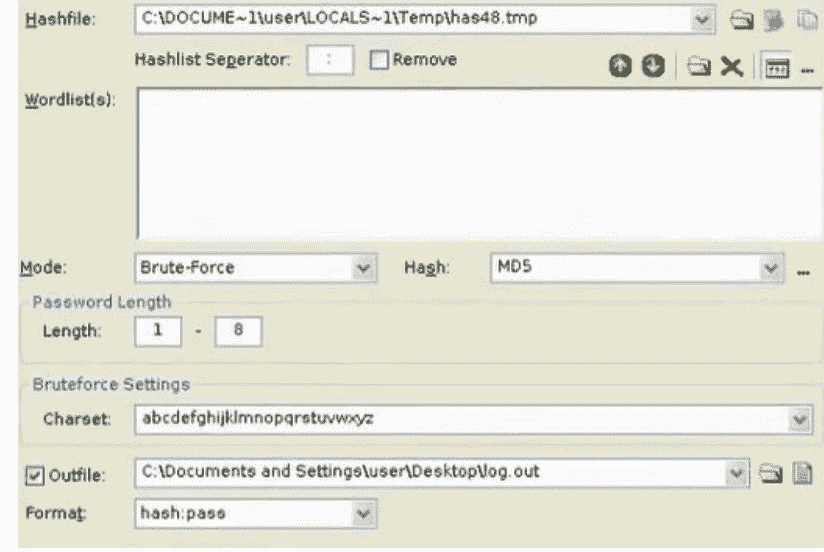 Hashfile: C:\DOCUME~1\user\LOCALS~1\Temp\has48.tmp
Hashlist Seperator: : Remove
...
Wordlist(s):
Mode: Brute-Force Hash: MD5 ...
Password Length
Length: 1 - 8
Bruteforce Settings
Charset: abcdefghijklmnopqrstuvwxyz
Outfile: C:\Documents and Settings\user\Desktop\log.out
Format: hash:pass